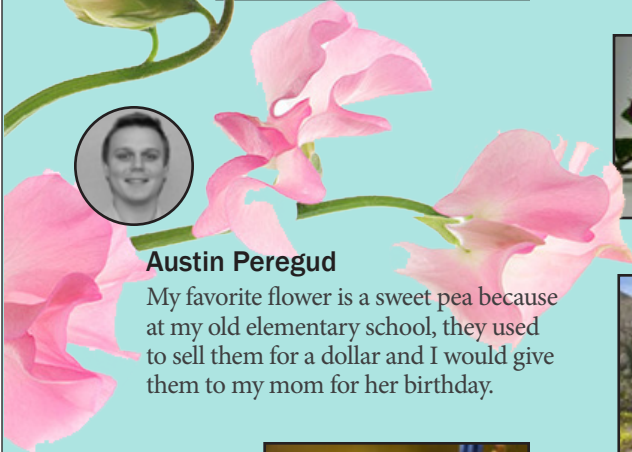 Austin Peregud
My favorite flower is a sweet pea because
at my old elementary school, they used
to sell them for a dollar and I would give
them to my mom for her birthday.